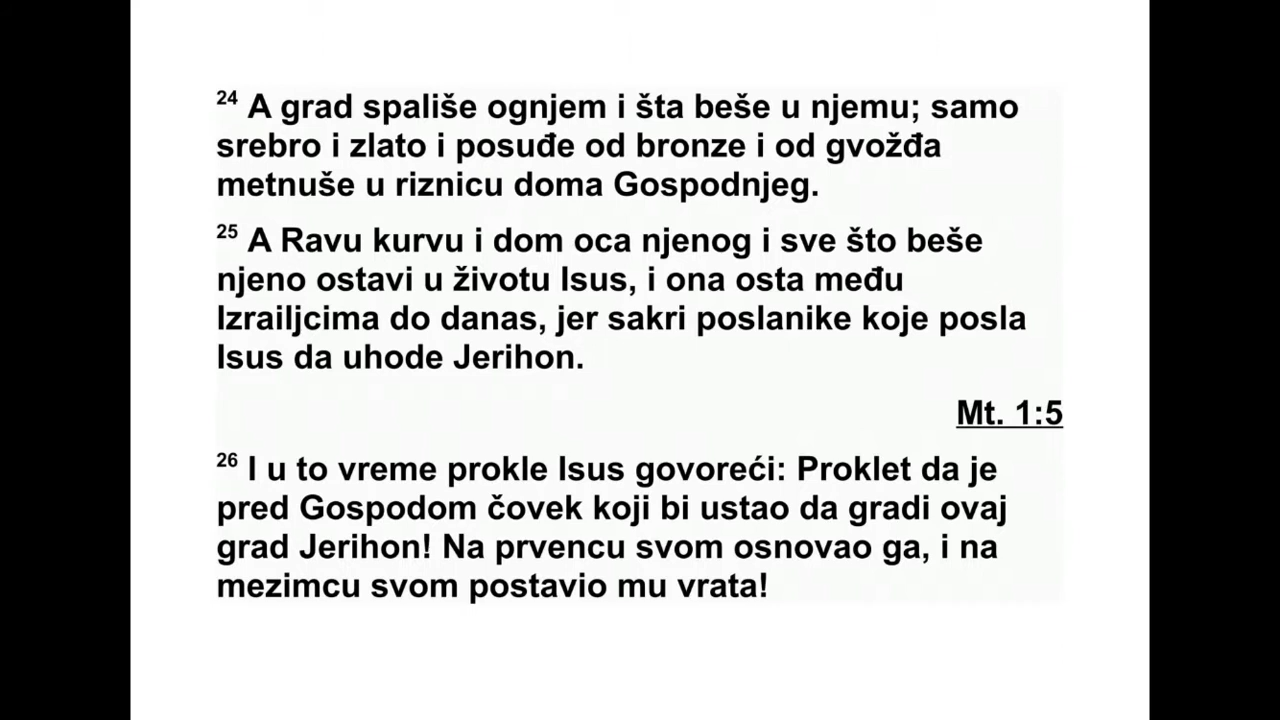 24 A grad spališe ognjem i šta beše u njemu; samo
srebro i zlato i posuđe od bronze i od gvožđa
metnuše u riznicu doma Gospodnjeg.
25 A Ravu kurvu i dom oca njenog i sve što beše
njeno ostavi u životu Isus, i ona osta među
Izrailjcima do danas, jer sakri poslanike koje posla
Isus da uhode Jerihon.
Mt. 1:5
26 I u to vreme prokle Isus govoreći: Proklet da je
pred Gospodom čovek koji bi ustao da gradi ovaj
grad Jerihon! Na prvencu svom osnovao ga, i na
mezimcu svom postavio mu vrata!